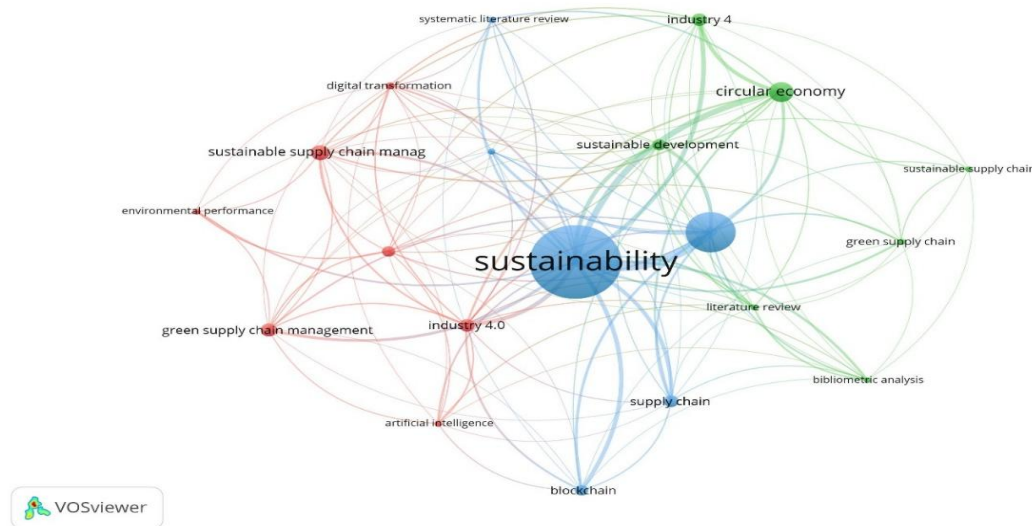 systematic literature review
industry 4
digital transformation
circular economy
sustainable supply chain manag
sustainable development
sustainable supply chain
environmental performance
green supply chain
sustainability
literature review
green supply chain management
industry 4.0
bibliometric analysis
supply chain
artificial intelligence
blockchain
VOSviewer